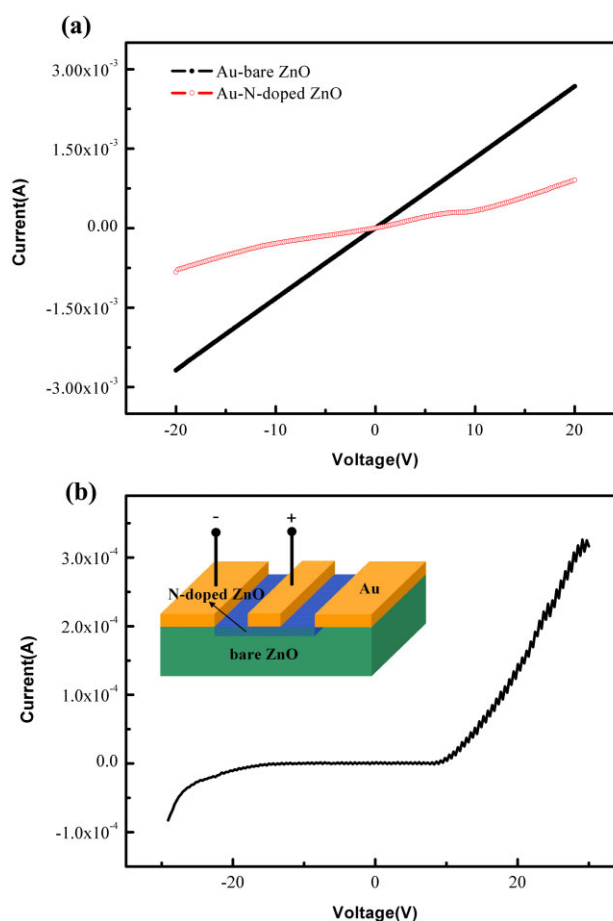 (a)
3.00x10⁻³
1.50x10⁻³
0.00
-1.50x10⁻³
-3.00x10⁻³
Current(A)
Au-bare ZnO
Au-N-doped ZnO
-20
-10
0
10
20
Voltage(V)
(b)
3.0x10⁻⁴
2.0x10⁻⁴
1.0x10⁻⁴
0.0
-1.0x10⁻⁴
Current(A)
-
+
N-doped ZnO
Au
bare ZnO
-20
0
20
Voltage(V)